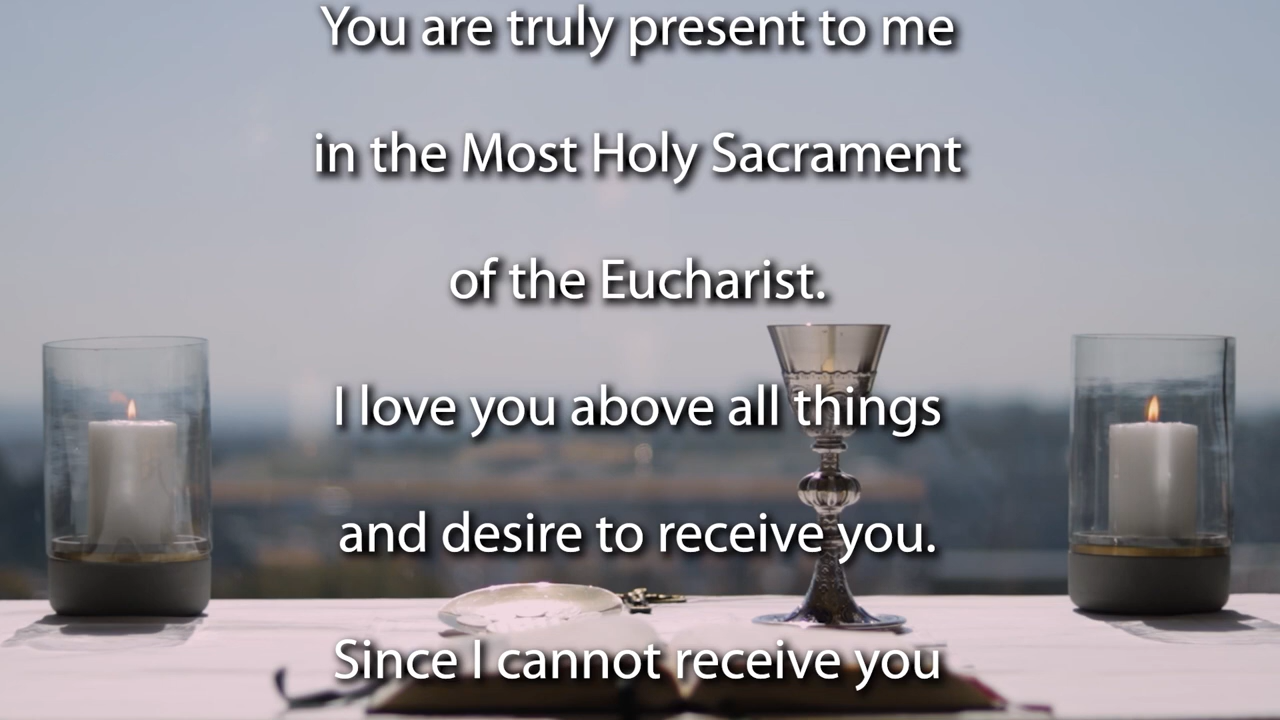 You are truly present to me
in the Most Holy Sacrament
of the Eucharist.
I love you above all things
and desire to receive you.
Since I cannot receive you